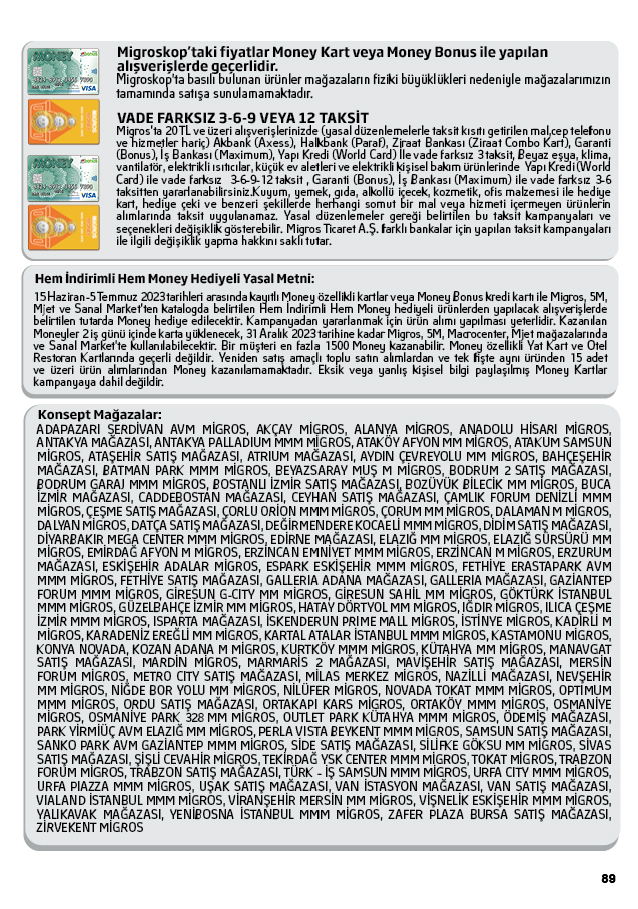 Migroskop'taki fiyatlar Money Kart veya Money Bonus ile yapılan
alışverişlerde geçerlidir.
Migroskop'ta basılı bulunan ürünler mağazaların fiziki büyüklükleri nedeniyle mağazalarımızın
tamamında satışa sunulamamaktadır.
VADE FARKSIZ 3-6-9 VEYA 12 TAKSİT
Migros'ta 20TL ve üzeri alışverişlerinizde (yasal düzenlemelerle taksit kısıtı getirilen mal,cep telefonu
ve hizmetler hariç) Akbank (Axess), Halkbank (Paraf), Ziraat Bankası (Ziraat Combo Kart), Garanti
(Bonus), İş Bankası (Maximum), Yapı Kredi (World Card) İle vade farksız 3 taksit, Beyaz eşya, klima,
vantilatör, elektrikli ısıtıcılar, küçük ev aletleri ve elektrikli kişisel bakım ürünlerinde Yapı Kredi (World
Card) ile vade farksız 3-6-9-12 taksit , Garanti (Bonus), İş Bankası (Maximum) ile vade farksız 3-6
taksitten yararlanabilirsiniz.Kuyum, yemek, gıda, alkollü içecek, kozmetik, ofis malzemesi ile hediye
kart, hediye çeki ve benzeri şekillerde herhangi somut bir mal veya hizmeti içermeyen ürünlerin
alımlarında taksit uygulanamaz. Yasal düzenlemeler gereği belirtilen bu taksit kampanyaları ve
seçenekleri değişiklik gösterebilir. Migros Ticaret A.Ş. farklı bankalar için yapılan taksit kampanyaları
ile ilgili değişiklik yapma hakkını saklı tutar.
Hem İndirimli Hem Money Hediyeli Yasal Metni:
15 Haziran-5 Temmuz 2023 tarihleri arasında kayıtlı Money özellikli kartlar veya Money Bonus kredi kartı ile Migros, 5M,
Mjet ve Sanal Market'ten katalogda belirtilen Hem İndirimli Hem Money hediyeli ürünlerden yapılacak alışverişlerde
belirtilen tutarda Money hediye edilecektir. Kampanyadan yararlanmak için ürün alımı yapılması yeterlidir. Kazanılan
Moneyler 2 iş günü içinde karta yüklenecek, 31 Aralık 2023 tarihine kadar Migros, 5M, Macrocenter, Mjet mağazalarında
ve Sanal Market'te kullanılabilecektir. Bir müşteri en fazla 1500 Money kazanabilir. Money özellikli Yat Kart ve Otel
Restoran Kartlarında geçerli değildir. Yeniden satış amaçlı toplu satın alımlardan ve tek fişte aynı üründen 15 adet
ve üzeri ürün alımlarından Money kazanılamamaktadır. Eksik veya yanlış kişisel bilgi paylaşılmış Money Kartlar
kampanyaya dahil değildir.
Konsept Mağazalar:
ADAPAZARI SERDİVAN AVM MİGROS, AKÇAY MİGROS, ALANYA MİGROS, ANADOLU HİSARI MİGROS,
ANTAKYA MAĞAZASI, ANTAKYA PALLADIUM MMM MİGROS, ATAKÖY AFYON MM MİGROS, ATAKUM SAMSUN
MİGROS, ATAŞEHİR SATIŞ MAĞAZASI, ATRIUM MAĞAZASI, AYDIN ÇEVREYOLU MM MİGROS, BAHÇEŞEHİR
MAĞAZASI, BATMAN PARK MMM MİGROS, BEYAZSARAY MUŞ M MİGROS, BODRUM 2 SATIŞ MAĞAZASI,
BODRUM GARAJ MMM MİGROS, BOSTANLI İZMİR SATIŞ MAĞAZASI, BOZÜYÜK BİLECİK MM MİGROS, BUCA
İZMİR MAĞAZASI, CADDEBOSTAN MAĞAZASI, CEYHAN SATIŞ MAĞAZASI, ÇAMLIK FORUM DENİZLİ MMM
MİGROS, ÇEŞME SATIŞ MAĞAZASI, ÇORLU ORİON MMM MİGROS, ÇORUM MM MİGROS, DALAMAN M MİGROS,
DALYAN MİGROS, DATÇA SATIŞ MAĞAZASI, DEĞİRMENDERE KOCAELİ MMM MİGROS, DİDİM SATIŞ MAĞAZASI,
DİYARBAKIR MEGA CENTER MMM MİGROS, EDİRNE MAĞAZASI, ELAZIĞ MM MİGROS, ELAZIĞ SÜRSÜRÜ MM
MİGROS, EMİRDAĞ AFYON M MİGROS, ERZİNCAN EMNİYET MMM MİGROS, ERZİNCAN M MİGROS, ERZURUM
MAĞAZASI, ESKİŞEHİR ADALAR MİGROS, ESPARK ESKİŞEHİR MMM MİGROS, FETHİYE ERASTAPARK AVM
MMM MİGROS, FETHİYE SATIŞ MAĞAZASI, GALLERIA ADANA MAĞAZASI, GALLERIA MAĞAZASI, GAZİANTEP
FORUM MMM MİGROS, GİRESUN G-CITY MM MİGROS, GİRESUN SAHİL MM MİGROS, GÖKTÜRK İSTANBUL
MMM MİGROS, GÜZELBAHÇE İZMİR MM MİGROS, HATAY DÖRTYOL MM MİGROS, IĞDIR MİGROS, ILICA ÇEŞME
İZMİR MMM MİGROS, ISPARTA MAĞAZASI, İSKENDERUN PRIME MALL MİGROS, İSTİNYE MİGROS, KADİRLİ M
MİGROS, KARADENİZ EREĞLİ MM MİGROS, KARTAL ATALAR İSTANBUL MMM MİGROS, KASTAMONU MİGROS,
KONYA NOVADA, KOZAN ADANA M MİGROS, KURTKÖY MMM MİGROS, KÜTAHYA MM MİGROS, MANAVGAT
SATIŞ MAĞAZASI, MARDİN MİGROS, MARMARİS 2 MAĞAZASI, MAVİŞEHİR SATIŞ MAĞAZASI, MERSİN
FORUM MİGROS, METRO CITY SATIŞ MAĞAZASI, MİLAS MERKEZ MİGROS, NAZİLLİ MAĞAZASI, NEVŞEHİR
MM MİGROS, NİĞDE BOR YOLU MM MİGROS, NİLÜFER MİGROS, NOVADA TOKAT MMM MİGROS, OPTIMUM
MMM MİGROS, ORDU SATIŞ MAĞAZASI, ORTAKAPI KARS MİGROS, ORTAKÖY MMM MİGROS, OSMANİYE
MİGROS, OSMANİYE PARK 328 MM MİGROS, OUTLET PARK KÜTAHYA MMM MİGROS, ÖDEMİŞ MAĞAZASI,
PARK YİRMİÜÇ AVM ELAZIĞ MM MİGROS, PERLA VISTA BEYKENT MMM MİGROS, SAMSUN SATIŞ MAĞAZASI,
SANKO PARK AVM GAZİANTEP MMM MİGROS, SİDE SATIŞ MAĞAZASI, SİLİFKE GÖKSU MM MİGROS, SİVAS
SATIŞ MAĞAZASI, ŞİŞLİ CEVAHİR MİGROS, TEKİRDAĞ YSK CENTER MMM MİGROS, TOKAT MİGROS, TRABZON
FORUM MİGROS, TRABZON SATIŞ MAĞAZASI, TÜRK - İŞ SAMSUN MMM MİGROS, URFA CITY MMM MİGROS,
URFA PIAZZA MMM MİGROS, UŞAK SATIŞ MAĞAZASI, VAN İSTASYON MAĞAZASI, VAN SATIŞ MAĞAZASI,
VIALAND İSTANBUL MMM MİGROS, VİRANŞEHİR MERSİN MM MİGROS, VİŞNELİK ESKİŞEHİR MMM MİGROS,
YALIKAVAK MAĞAZASI, YENİBOSNA İSTANBUL MMM MİGROS, ZAFER PLAZA BURSA SATIŞ MAĞAZASI,
ZİRVEKENT MİGROS
89